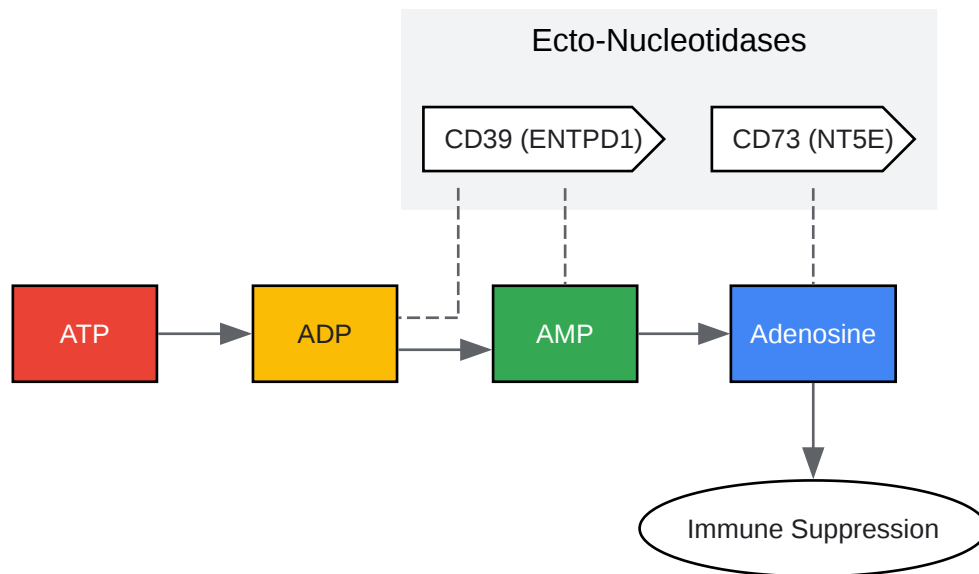 Ecto-Nucleotidases
CD39 (ENTPD1)
CD73 (NT5E)
ATP
ADP
AMP
Adenosine
Immune Suppression